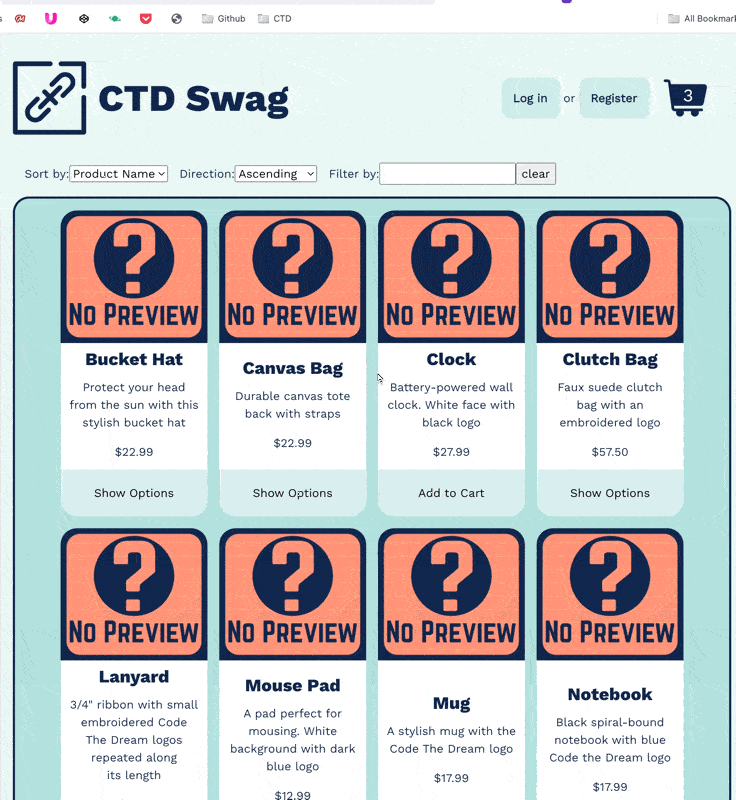 Github
CTD
All Bookmar
CTD Swag
Log in or Register
3
Sort by: Product Name Direction: Ascending Filter by: clear
NO PREVIEW NO PREVIEW NO PREVIEW NO PREVIEW
Bucket Hat
Protect your head
from the sun with this
stylish bucket hat
$22.99
Show Options
Canvas Bag
Durable canvas tote
back with straps
$22.99
Show Options
Clock
Battery-powered wall
clock. White face with
black logo
$27.99
Add to Cart
Clutch Bag
Faux suede clutch
bag with an
embroidered logo
$57.50
Show Options
NO PREVIEW NO PREVIEW NO PREVIEW NO PREVIEW
Lanyard
3/4" ribbon with small
embroidered Code
The Dream logos
repeated along
its length
Mouse Pad
A pad perfect for
mousing. White
background with dark
blue logo
$12.99
Mug
A stylish mug with the
Code The Dream logo
$17.99
Notebook
Black spiral-bound
notebook with blue
Code the Dream logo
$17.99